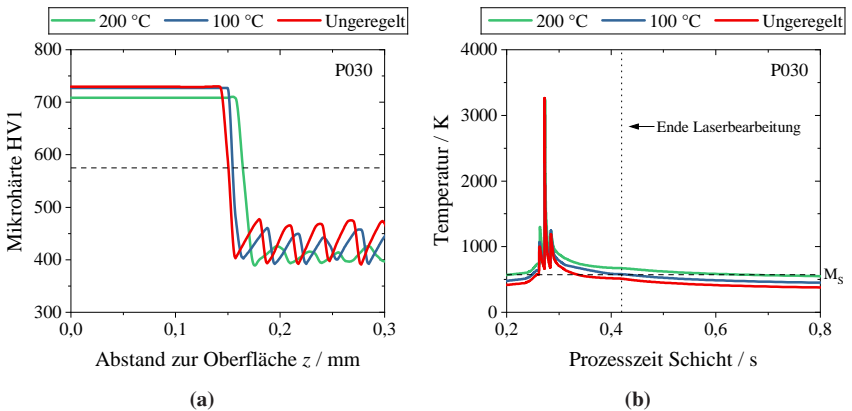 200 °C 100 °C Ungeregelt
P030
Mikrohärte HV1
800
700
600
500
400
300
0,0 0,1 0,2 0,3
Abstand zur Oberfläche z / mm
(a)
200 °C 100 °C Ungeregelt
P030
Ende Laserbearbeitung
Temperatur / K
4000
3000
2000
1000
0
M_S
0,2 0,4 0,6 0,8
Prozesszeit Schicht / s
(b)